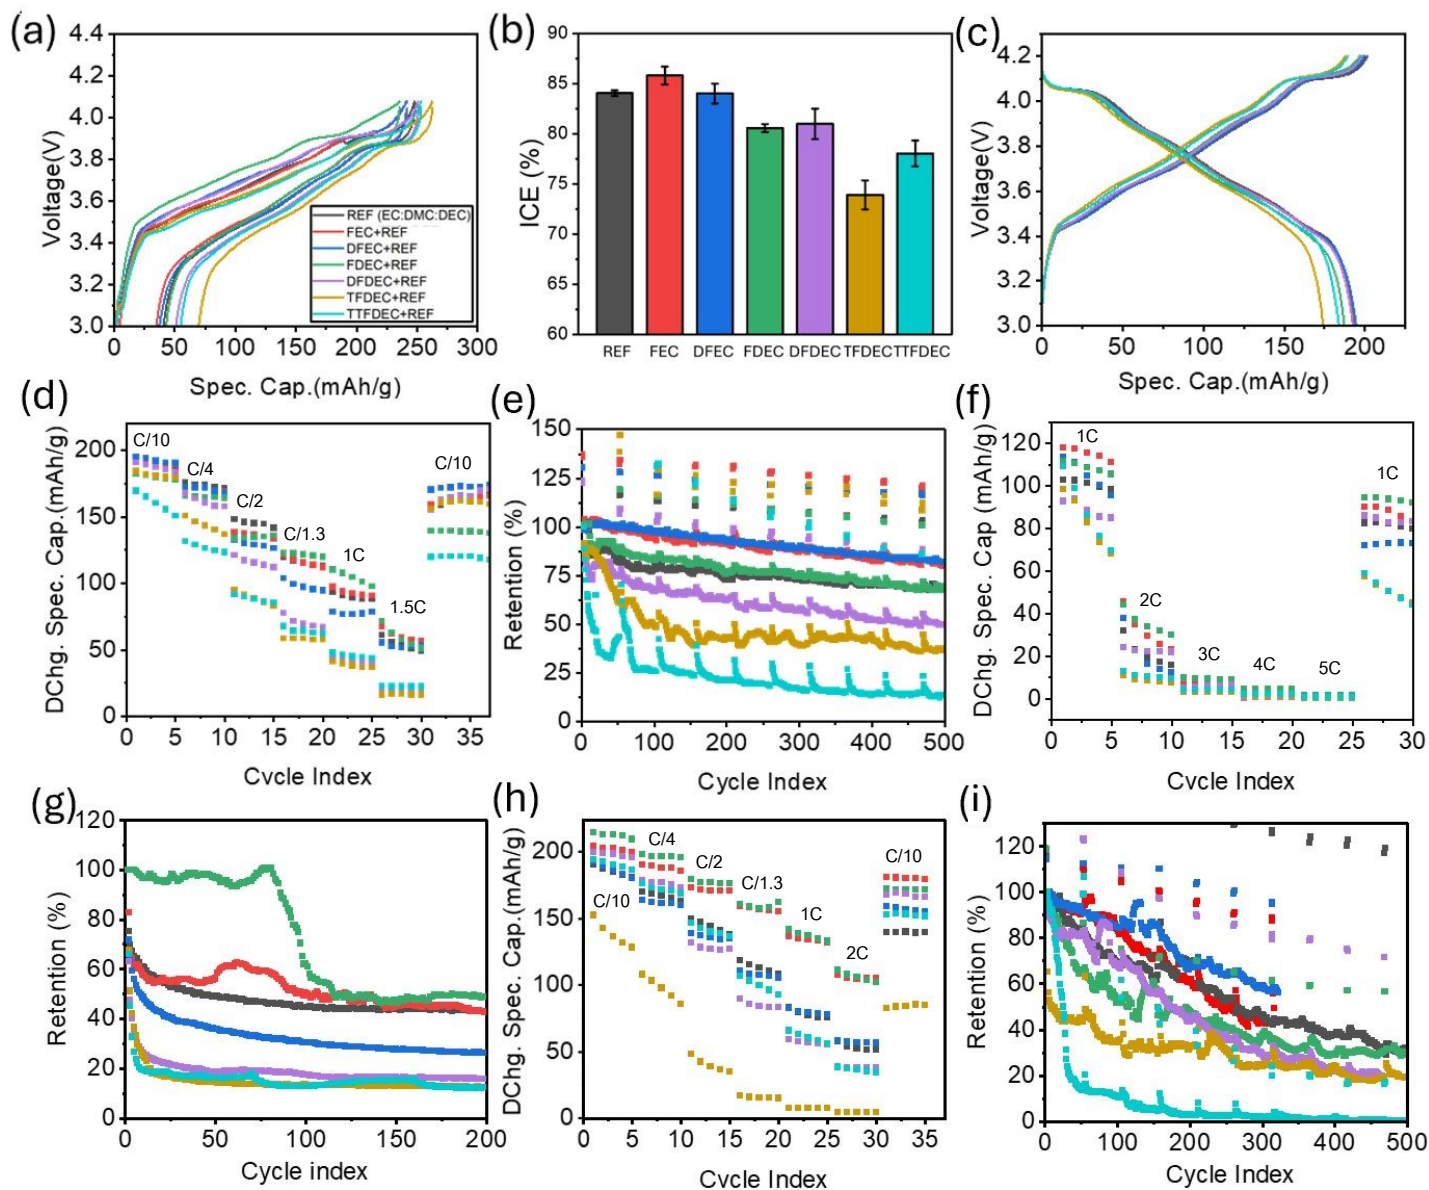 (a)
4.4
4.2
4.0
3.8
3.6
3.4
3.2
3.0
Voltage(V)
REF (EC:DMC:DEC)
FEC+REF
DFEC+REF
FDEC+REF
DFDEC+REF
TFDEC+REF
TTFDEC+REF
0 50 100 150 200 250 300
Spec. Cap.(mAh/g)
(b)
90
85
80
75
70
65
60
ICE (%)
REF FEC DFEC FDEC DFDEC TFDEC TTFDEC
(c)
4.2
4.0
3.8
3.6
3.4
3.2
3.0
Voltage(V)
0 50 100 150 200
Spec. Cap.(mAh/g)
(d)
200
150
100
50
0
DChg. Spec. Cap.(mAh/g)
C/10
C/4
C/2
C/1.3
1C
1.5C
C/10
0 5 10 15 20 25 30 35
Cvcle Index
(e)
150
125
100
75
50
25
0
Retention (%)
0 100 200 300 400 500
Cycle Index
(f)
120
100
80
60
40
20
0
DChg. Spec. Cap (mAh/g)
1C
2C
3C
4C
5C
1C
0 5 10 15 20 25 30
Cvcle Index
(g)
120
100
80
60
40
20
0
Retention (%)
0 50 100 150 200
Cycle index
(h)
200
150
100
50
0
DChg. Spec. Cap.(mAh/g)
C/10
C/4
C/2
C/1.3
1C
2C
C/10
0 5 10 15 20 25 30 35
Cvcle Index
(i)
120
100
80
60
40
20
0
Retention (%)
0 100 200 300 400 500
Cycle Index